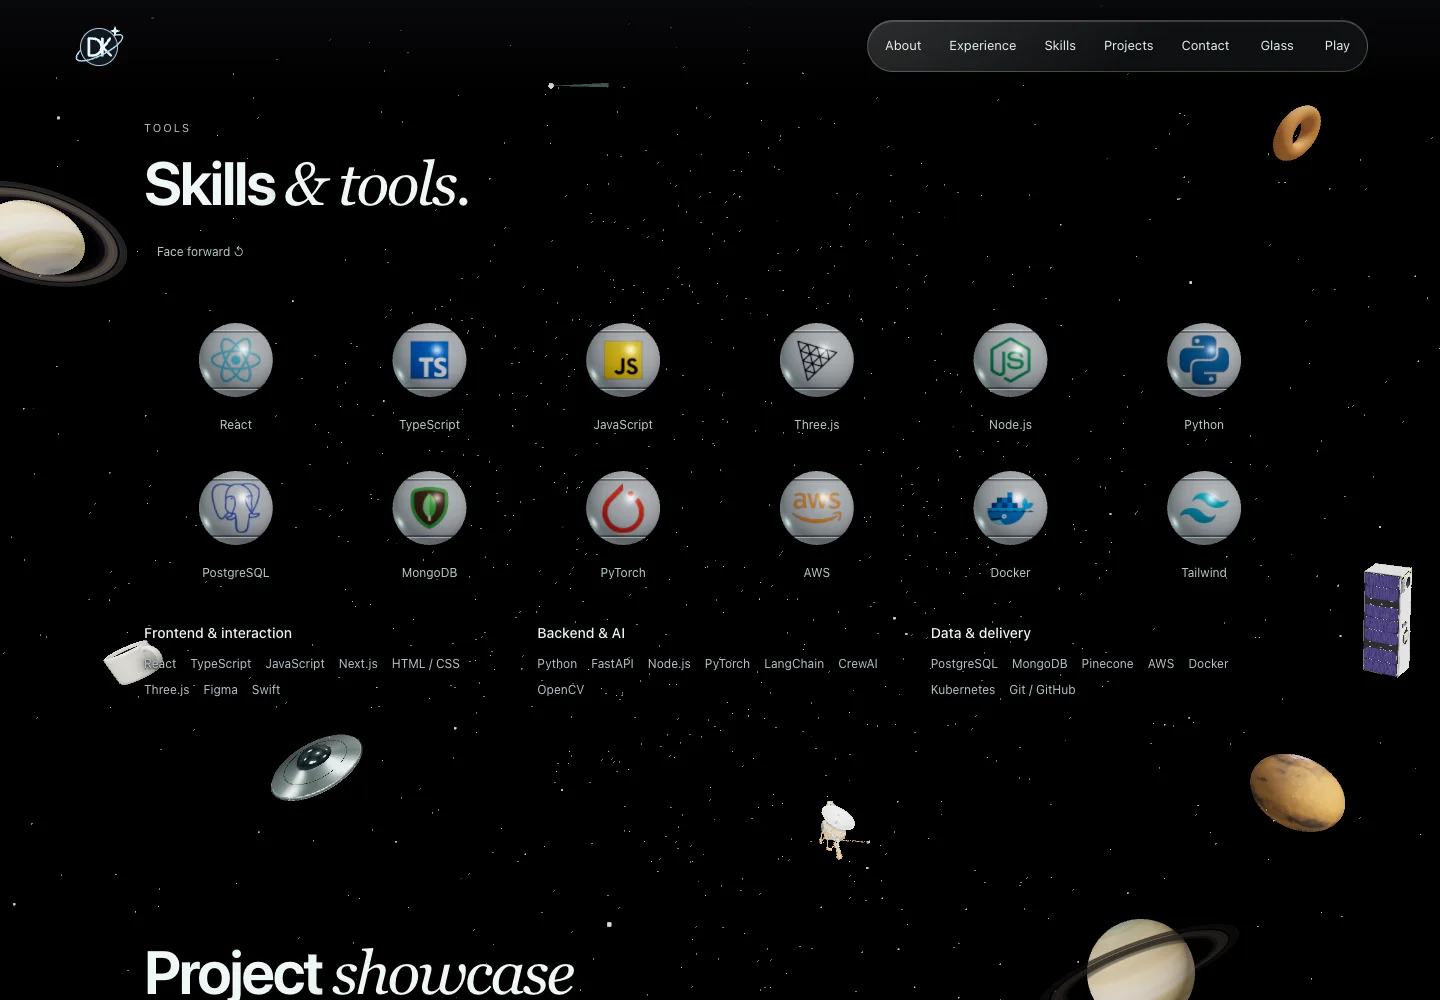 DK
About Experience Skills Projects Contact Glass Play
TOOLS
Skills & tools.
Face forward ↺
TS
JS
JS
React TypeScript JavaScript Three.js Node.js Python
aws
PostgreSQL MongoDB PyTorch AWS Docker Tailwind
Frontend & interaction
React TypeScript JavaScript Next.js HTML / CSS
Three.js Figma Swift
Backend & AI
Python FastAPI Node.js PyTorch LangChain CrewAI
OpenCV
Data & delivery
PostgreSQL MongoDB Pinecone AWS Docker
Kubernetes Git / GitHub
Project showcase